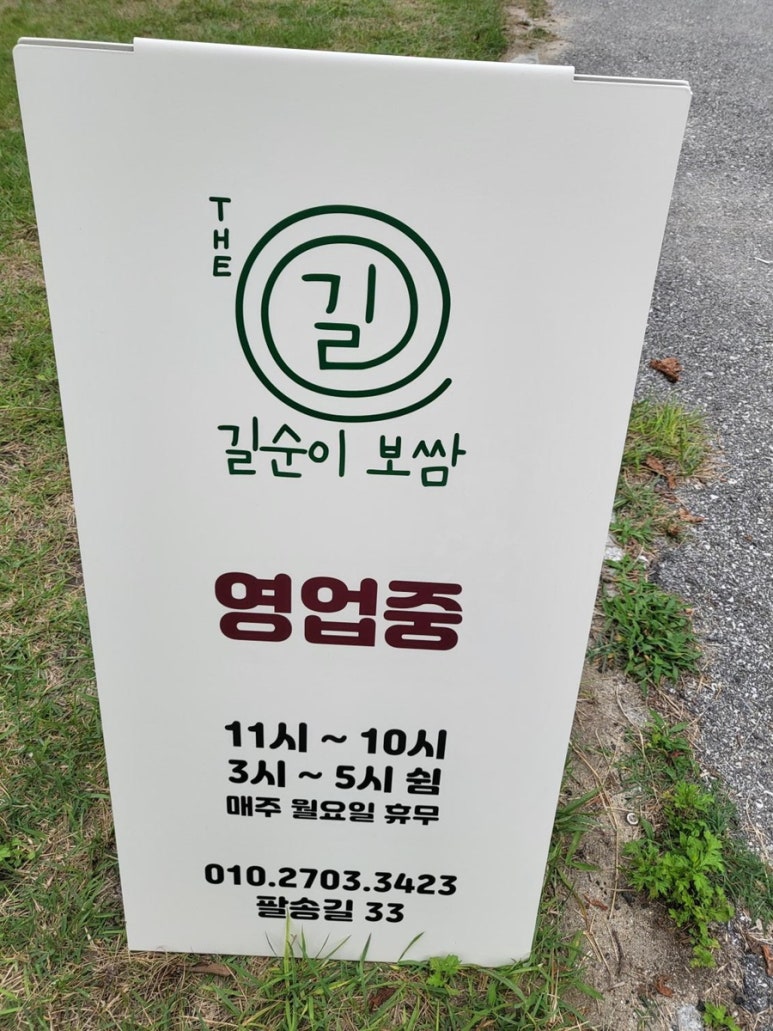 THE
길
길순이 보쌈
영업중
11시 ~ 10시
3시 ~ 5시 쉼
매주 월요일 휴무
010.2703.3423
팔송길 33